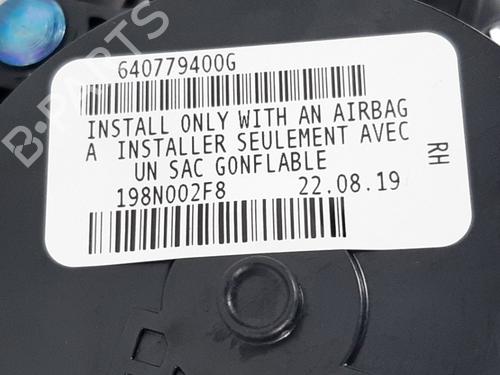 640779400G
INSTALL ONLY WITH AN AIRBAG
A INSTALLER SEULEMENT AVEC
UN SAC GONFLABLE
198N002F8 22.08.19
RH
B-PARTS